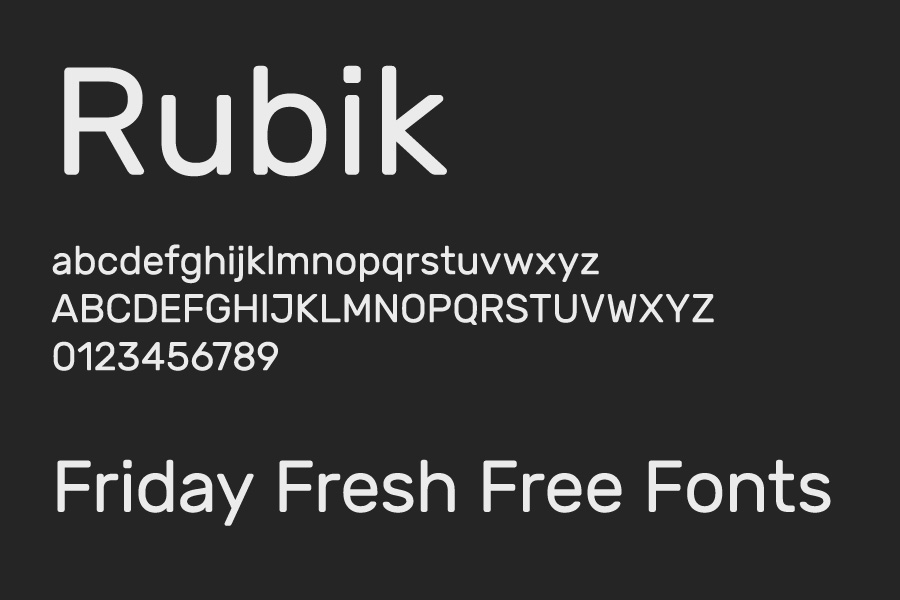 Rubik
abcdefghijklmnopqrstuvwxyz
ABCDEFGHIJKLMNOPQRSTUVWXYZ
0123456789
Friday Fresh Free Fonts